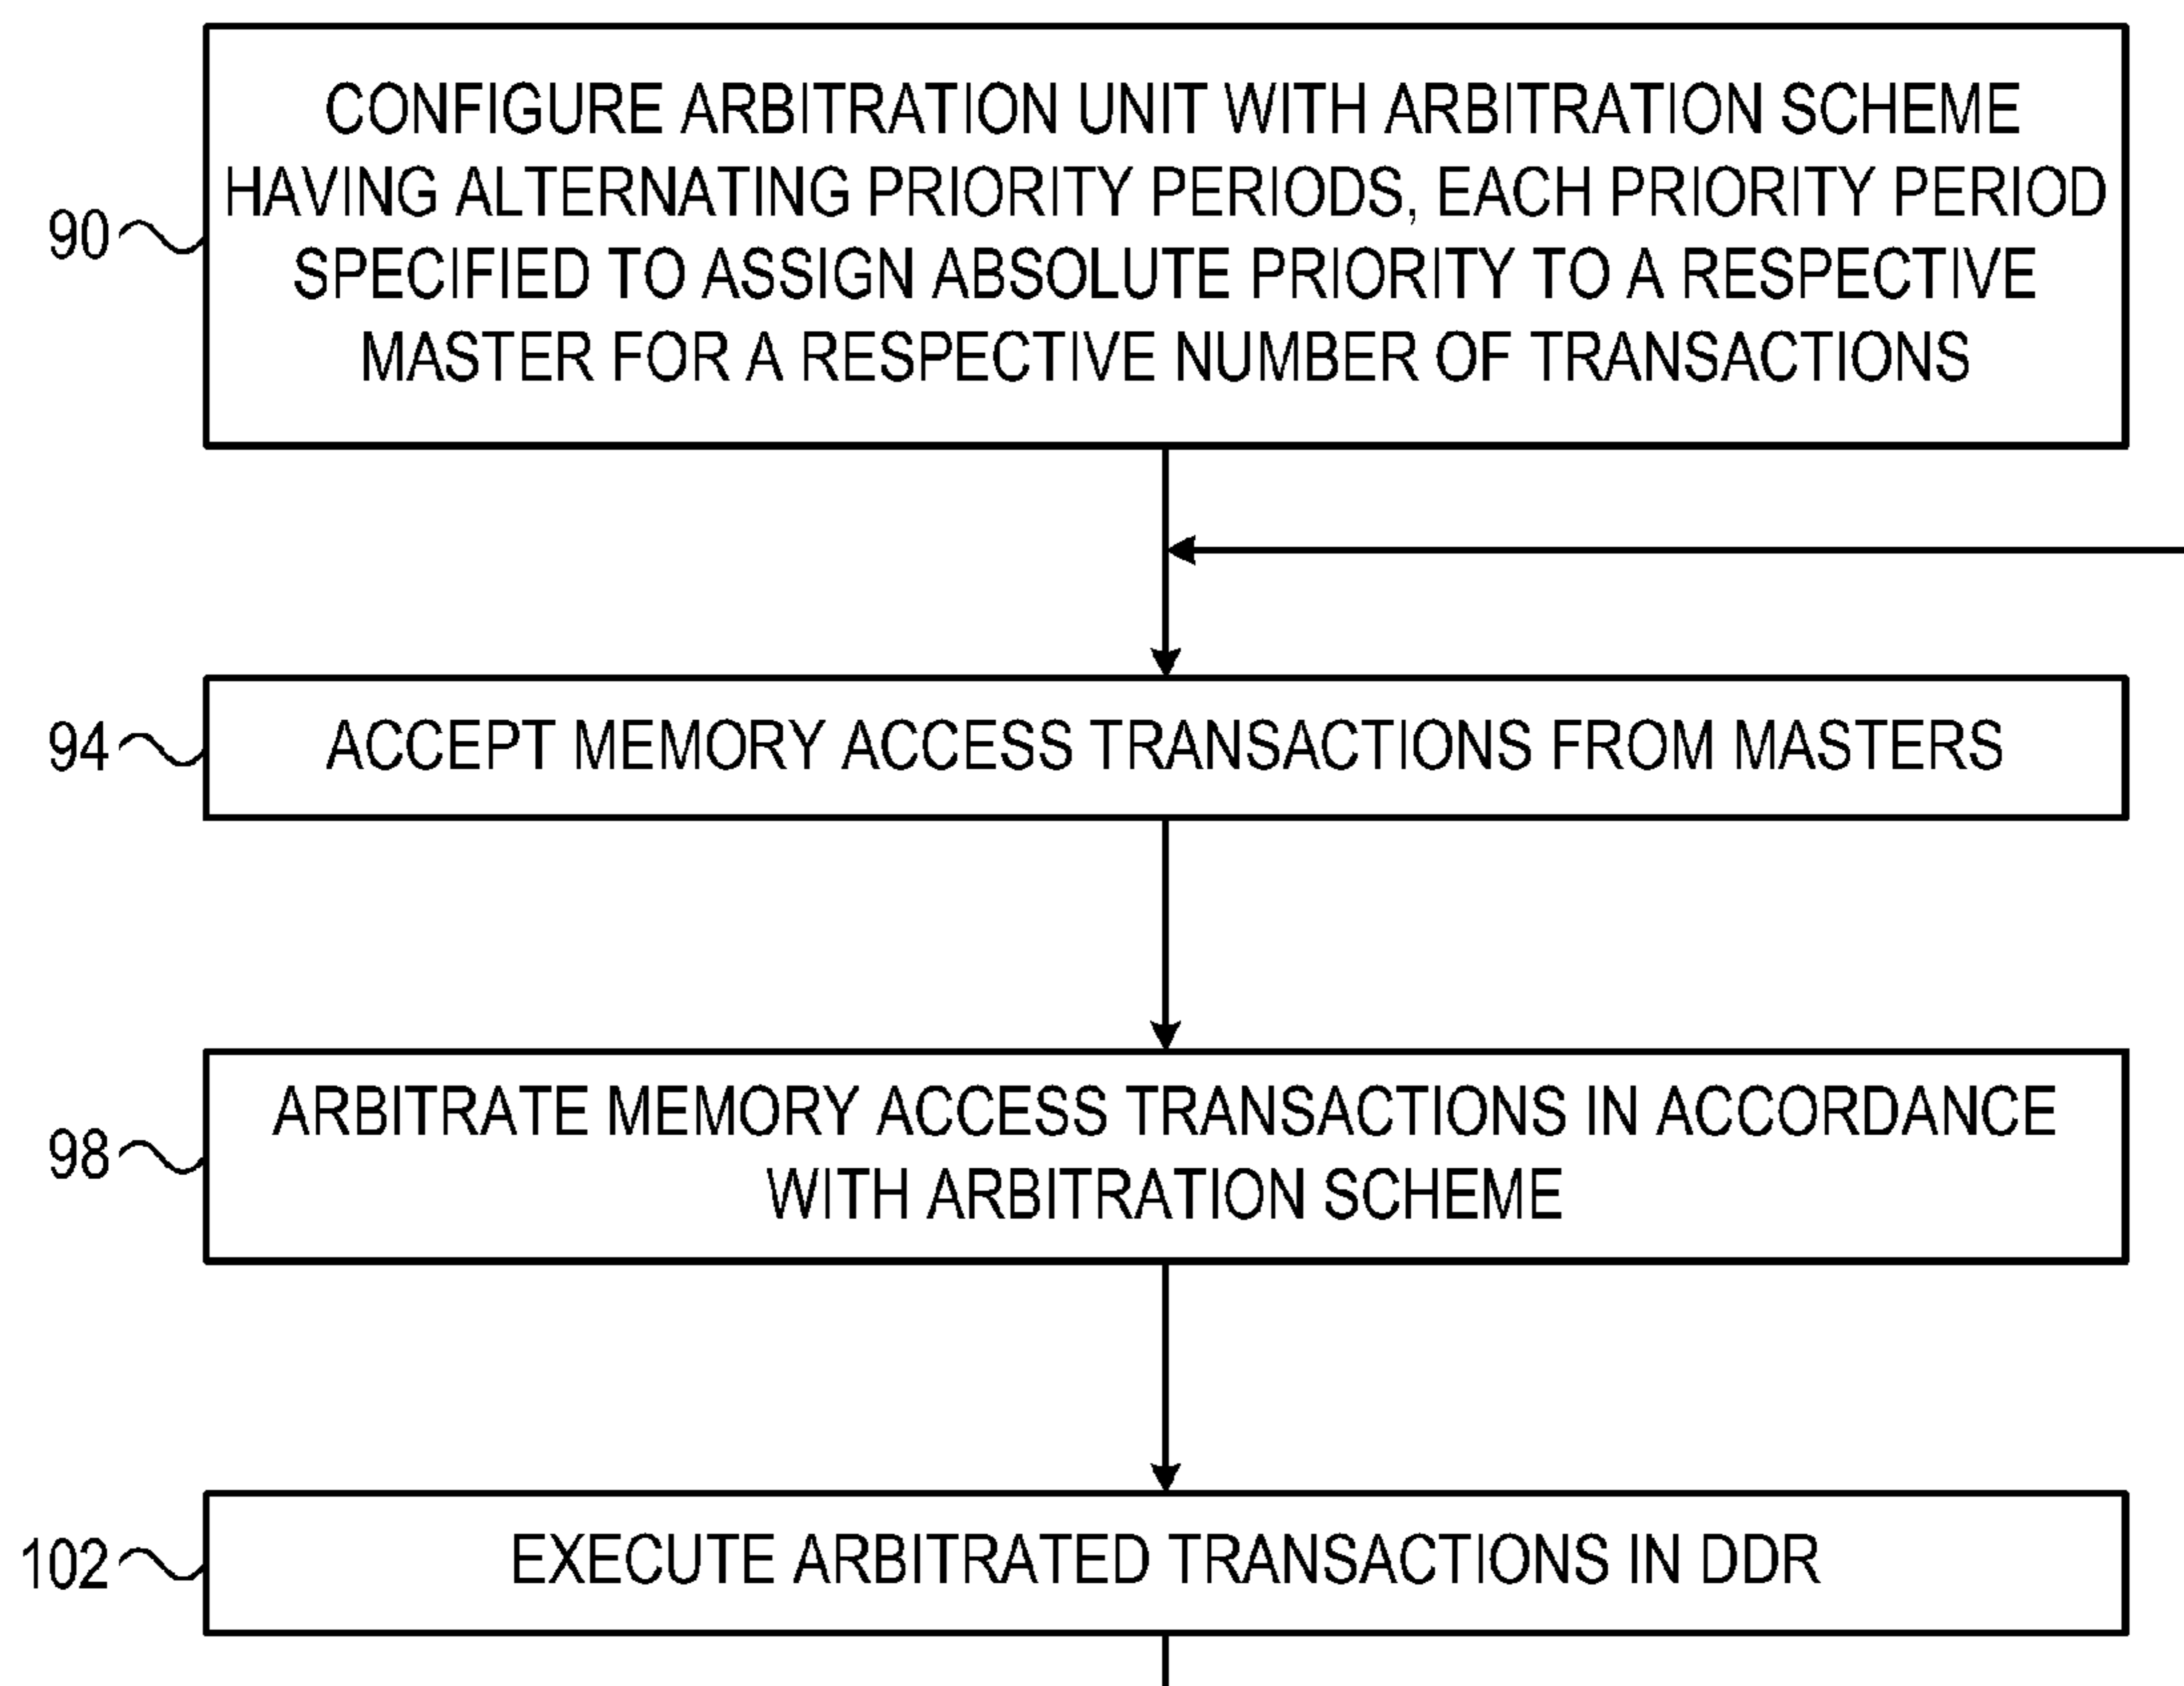 CONFIGURE ARBITRATION UNIT WITH ARBITRATION SCHEME
HAVING ALTERNATING PRIORITY PERIODS, EACH PRIORITY PERIOD
90
SPECIFIED TO ASSIGN ABSOLUTE PRIORITY TO A RESPECTIVE
MASTER FOR A RESPECTIVE NUMBER OF TRANSACTIONS
94
ACCEPT MEMORY ACCESS TRANSACTIONS FROM MASTERS
ARBITRATE MEMORY ACCESS TRANSACTIONS IN ACCORDANCE
98
WITH ARBITRATION SCHEME
102
EXECUTE ARBITRATED TRANSACTIONS IN DDR